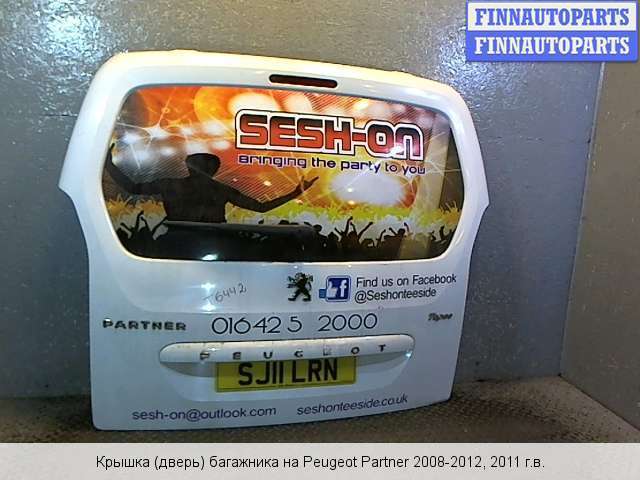 FINNAUTOPARTS
FINNAUTOPARTS
SESH-ON
Bringing the party to you
T6442
f
Find us on Facebook
@Seshonteeside
PARTNER
01642 5 2000
Tepee
PEUGEOT
SJ11 LRN
sesh-on@outlook.com
seshonteeside.co.uk
Крышка (дверь) багажника на Peugeot Partner 2008-2012, 2011 г.в.